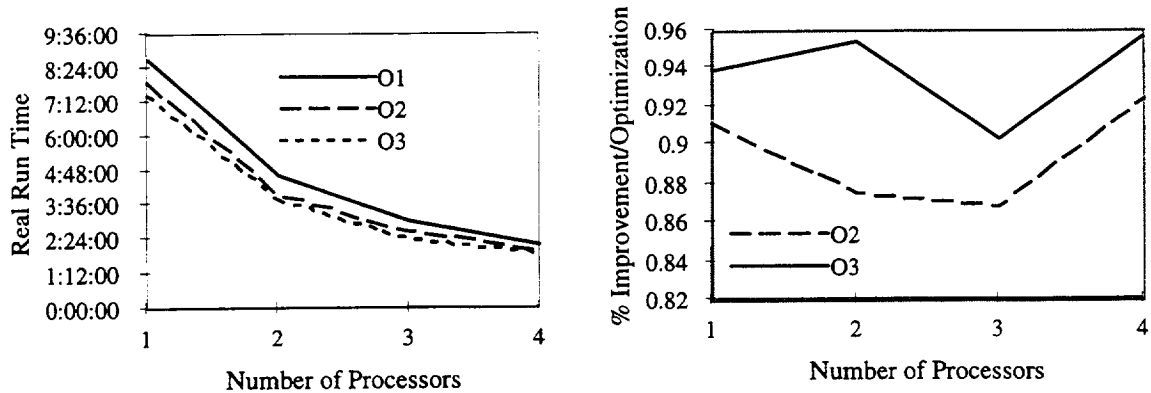 Real Run Time
9:36:00
8:24:00
7:12:00
6:00:00
4:48:00
3:36:00
2:24:00
1:12:00
0:00:00
O1
O2
O3
1 2 3 4
Number of Processors
% Improvement/Optimization
0.96
0.94
0.92
0.9
0.88
0.86
0.84
0.82
O2
O3
1 2 3 4
Number of Processors